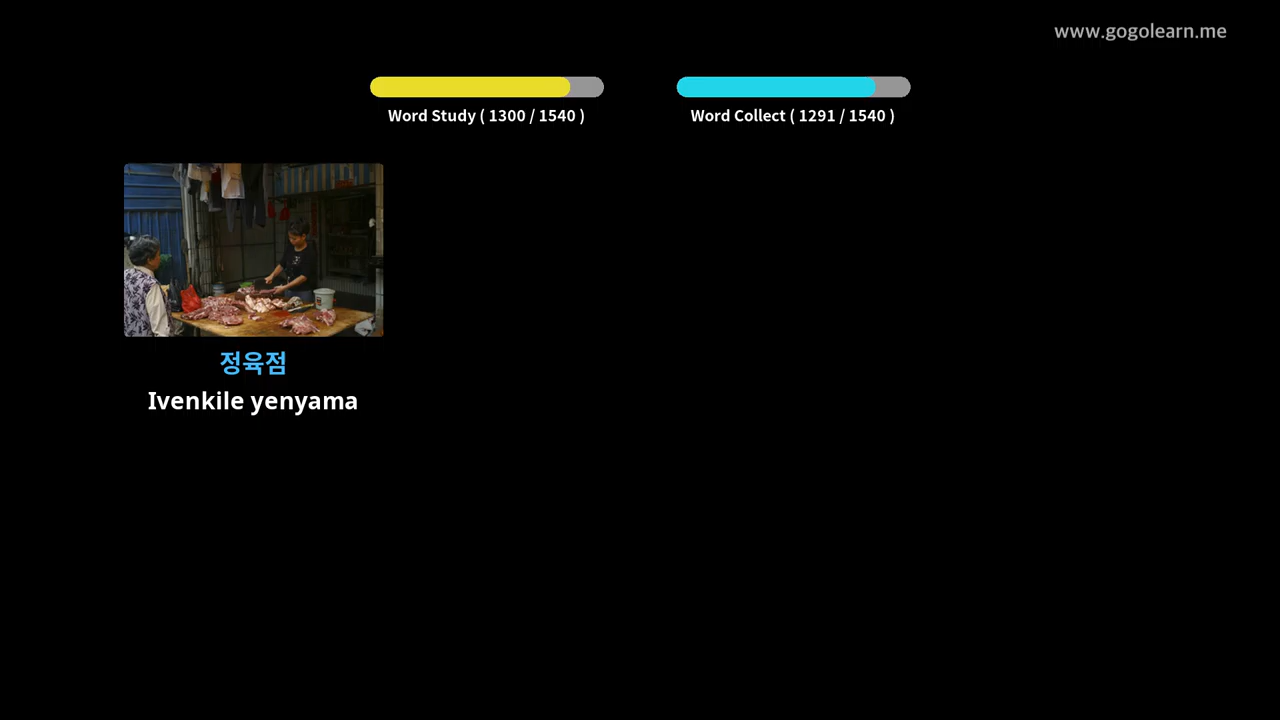 www.gogolearn.me
Word Study ( 1300 / 1540 )
Word Collect ( 1291 / 1540 )
정육점
Ivenkile yenyama